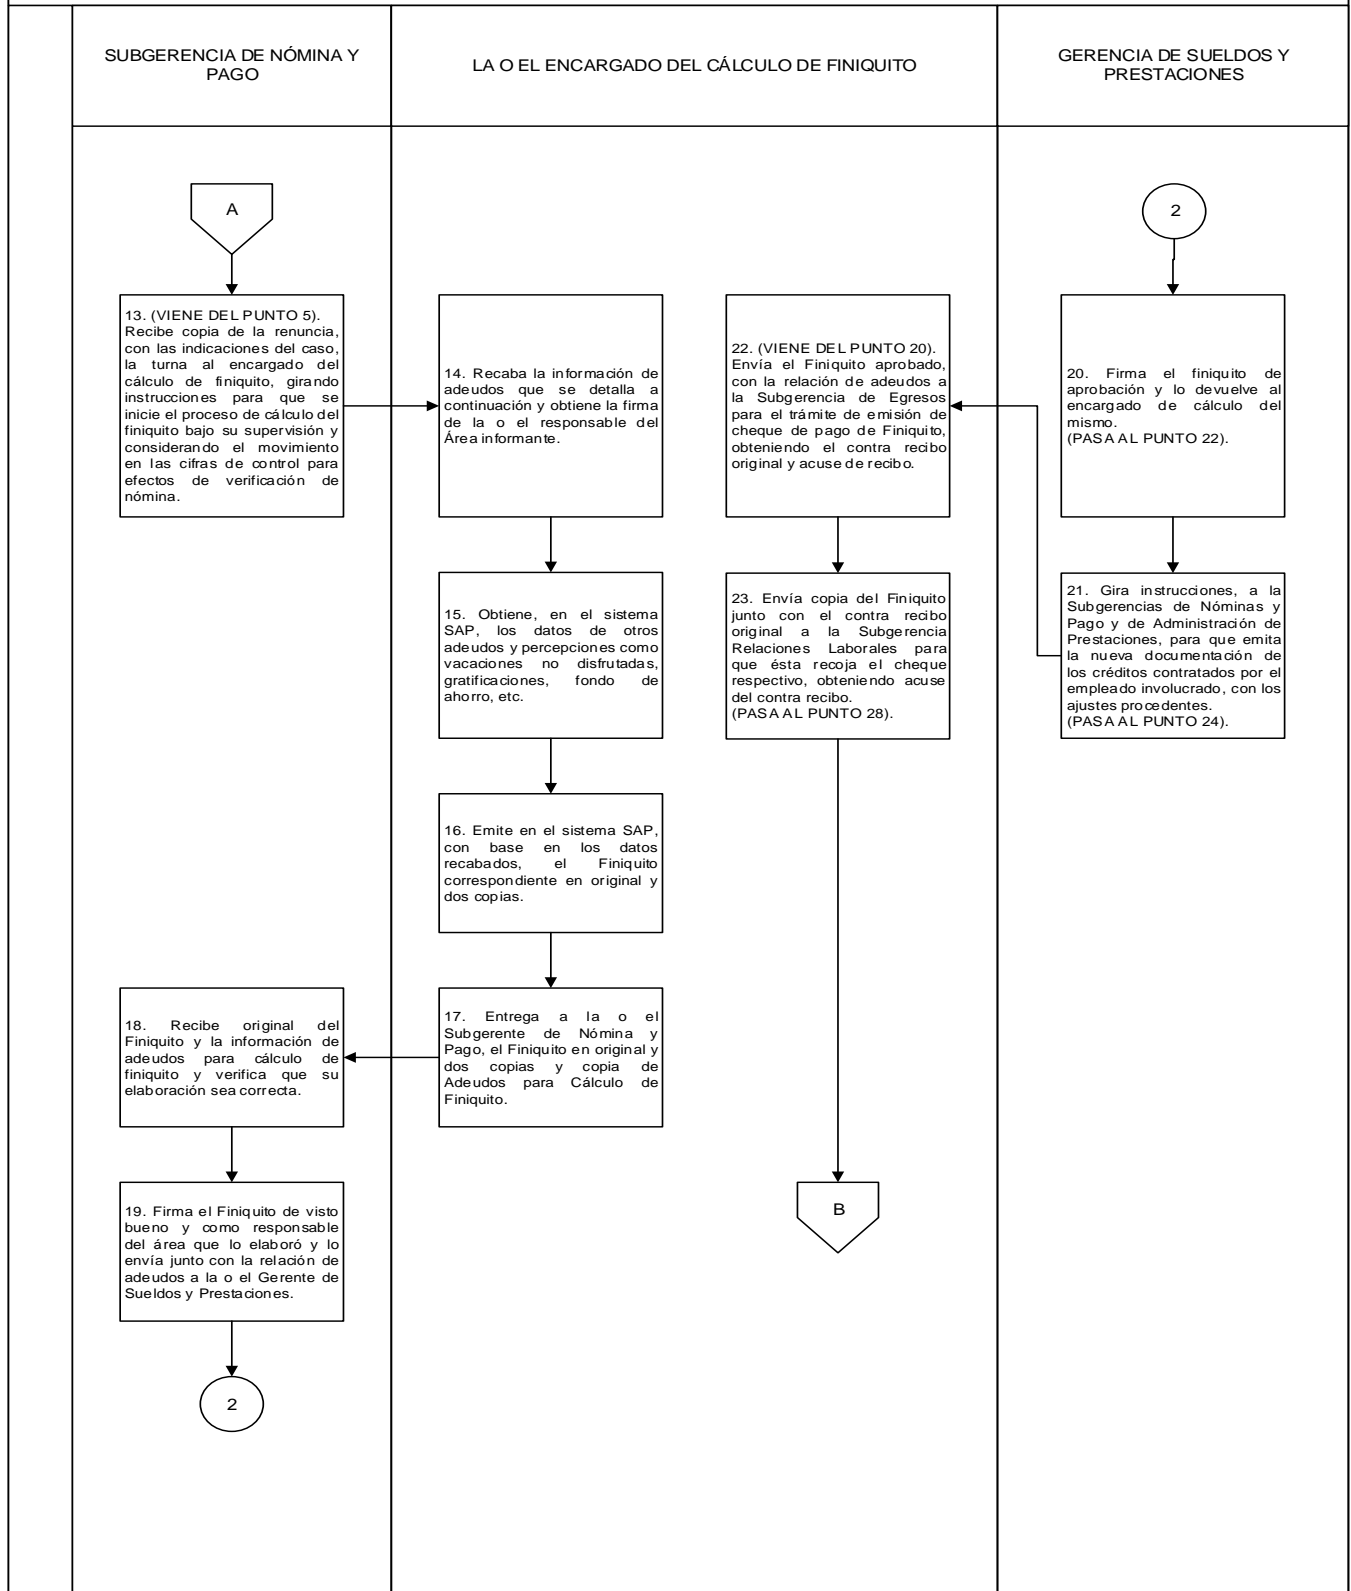 SUBGERENCIA DE NÓMINA Y
PAGO
LA O EL ENCARGADO DEL CÁLCULO DE FINIQUITO
GERENCIA DE SUELDOS Y
PRESTACIONES
A
13. (VIENE DEL PUNTO 5).
Recibe copia de la renuncia,
con las indicaciones del caso,
la turna al encargado del
cálculo de finiquito, girando
instrucciones para que se
inicie el proceso de cálculo del
finiquito bajo su supervisión y
considerando el movimiento
en las cifras de control para
efectos de verificación de
nómina.
14. Recaba la información de
adeudos que se detalla a
continuación y obtiene la firma
de la o el responsable del
Área informante.
15. Obtiene, en el sistema
SAP, los datos de otros
adeudos y percepciones como
vacaciones no disfrutadas,
gratificaciones, fondo de
ahorro, etc.
16. Emite en el sistema SAP,
con base en los datos
recabados, el Finiquito
correspondiente en original y
dos copias.
17. Entrega a la o el
Subgerente de Nómina y
Pago, el Finiquito en original y
dos copias y copia de
Adeudos para Cálculo de
Finiquito.
18. Recibe original del
Finiquito y la información de
adeudos para cálculo de
finiquito y verifica que su
elaboración sea correcta.
19. Firma el Finiquito de visto
bueno y como responsable
del área que lo elaboró y lo
envía junto con la relación de
adeudos a la o el Gerente de
Sueldos y Prestaciones.
2
2
20. Firma el finiquito de
aprobación y lo devuelve al
encargado de cálculo del
mismo.
(PASA AL PUNTO 22).
21. Gira instrucciones, a la
Subgerencias de Nóminas y
Pago y de Administración de
Prestaciones, para que emita
la nueva documentación de
los créditos contratados por el
empleado involucrado, con los
ajustes procedentes.
(PASA AL PUNTO 24).
22. (VIENE DEL PUNTO 20).
Envía el Finiquito aprobado,
con la relación de adeudos a
la Subgerencia de Egresos
para el trámite de emisión de
cheque de pago de Finiquito,
obteniendo el contra recibo
original y acuse de recibo.
23. Envía copia del Finiquito
junto con el contra recibo
original a la Subgerencia
Relaciones Laborales para
que ésta recoja el cheque
respectivo, obteniendo acuse
del contra recibo.
(PASA AL PUNTO 28).
B